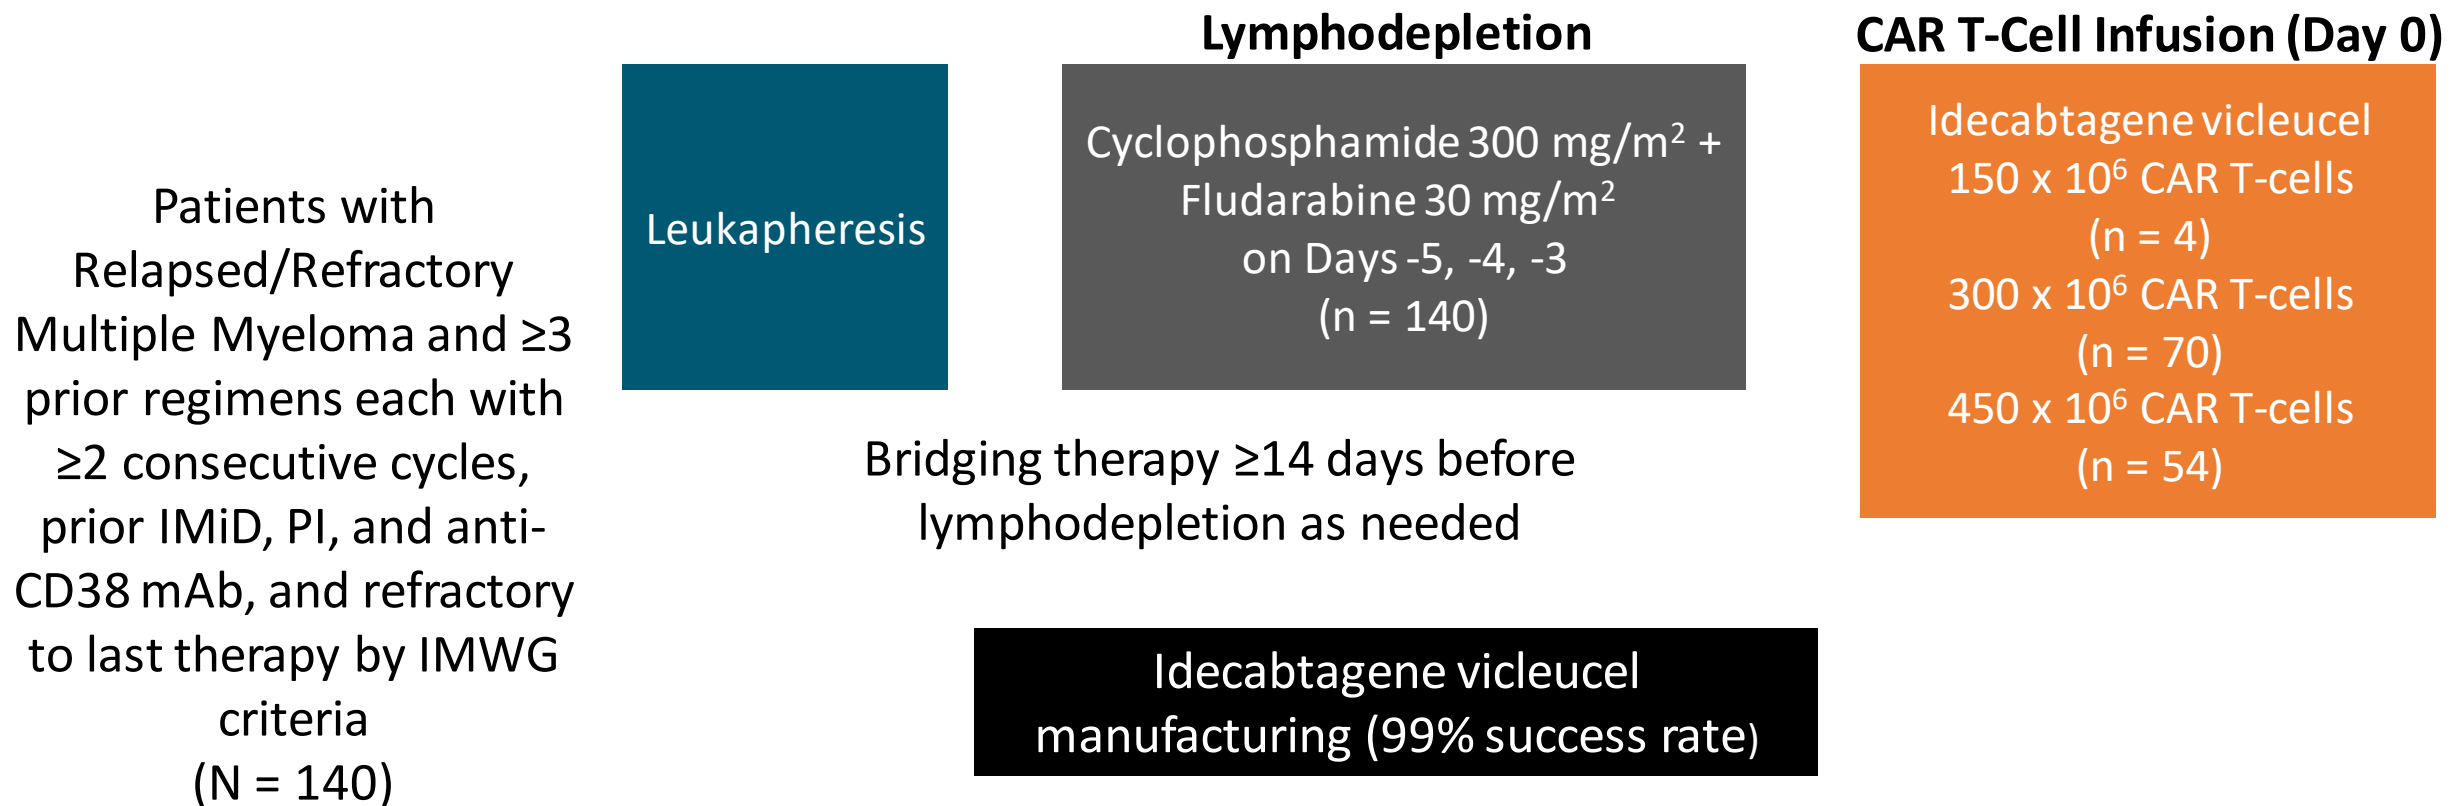 Patients with
Relapsed/Refractory
Multiple Myeloma and ≥3
prior regimens each with
≥2 consecutive cycles,
prior IMiD, PI, and anti-
CD38 mAb, and refractory
to last therapy by IMWG
criteria
(N = 140)
Leukapheresis
Lymphodepletion
Cyclophosphamide 300 mg/m² +
Fludarabine 30 mg/m²
on Days -5, -4, -3
(n = 140)
Bridging therapy ≥14 days before
lymphodepletion as needed
Idecabtagene vicleucel
manufacturing (99% success rate)
CAR T-Cell Infusion (Day 0)
Idecabtagene vicleucel
150 x 10⁶ CAR T-cells
(n = 4)
300 x 10⁶ CAR T-cells
(n = 70)
450 x 10⁶ CAR T-cells
(n = 54)